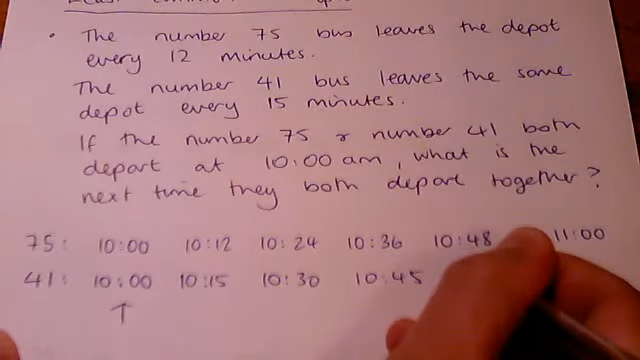 • The number 75 bus leaves the depot
every 12 minutes.
The number 41 bus leaves the same
depot every 15 minutes.
If the number 75 & number 41 both
depart at 10:00 am, what is the
next time they both depart together?
75: 10:00 10:12 10:24 10:36 10:48 11:00
41: 10:00 10:15 10:30 10:45